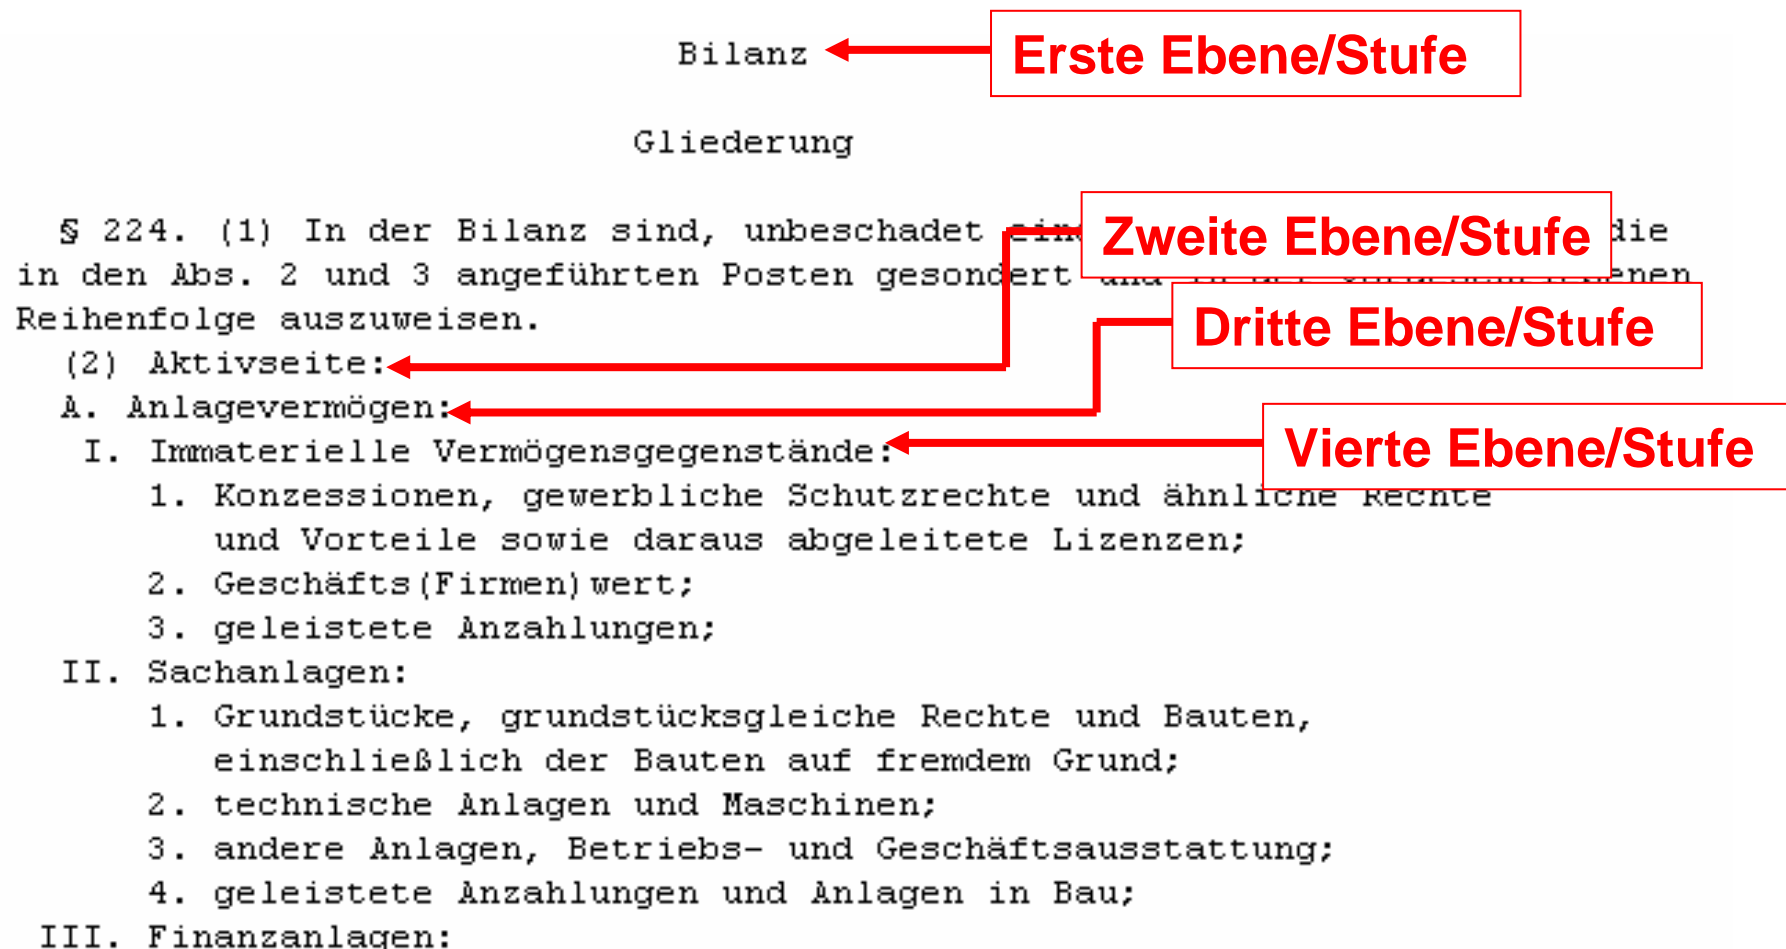 Bilanz
Erste Ebene/Stufe
Gliederung
§ 224. (1) In der Bilanz sind, unbeschadet die
Zweite Ebene/Stufe
in den Abs. 2 und 3 angeführten Posten gesondert
Reihenfolge auszuweisen.
Dritte Ebene/Stufe
(2) Aktivseite:
A. Anlagevermögen:
I. Immaterielle Vermögensgegenstände:
Vierte Ebene/Stufe
1. Konzessionen, gewerbliche Schutzrechte und ähnliche Rechte
und Vorteile sowie daraus abgeleitete Lizenzen;
2. Geschäfts(Firmen)wert;
3. geleistete Anzahlungen;
II. Sachanlagen:
1. Grundstücke, grundstücksgleiche Rechte und Bauten,
einschließlich der Bauten auf fremdem Grund;
2. technische Anlagen und Maschinen;
3. andere Anlagen, Betriebs- und Geschäftsausstattung;
4. geleistete Anzahlungen und Anlagen in Bau;
III. Finanzanlagen: